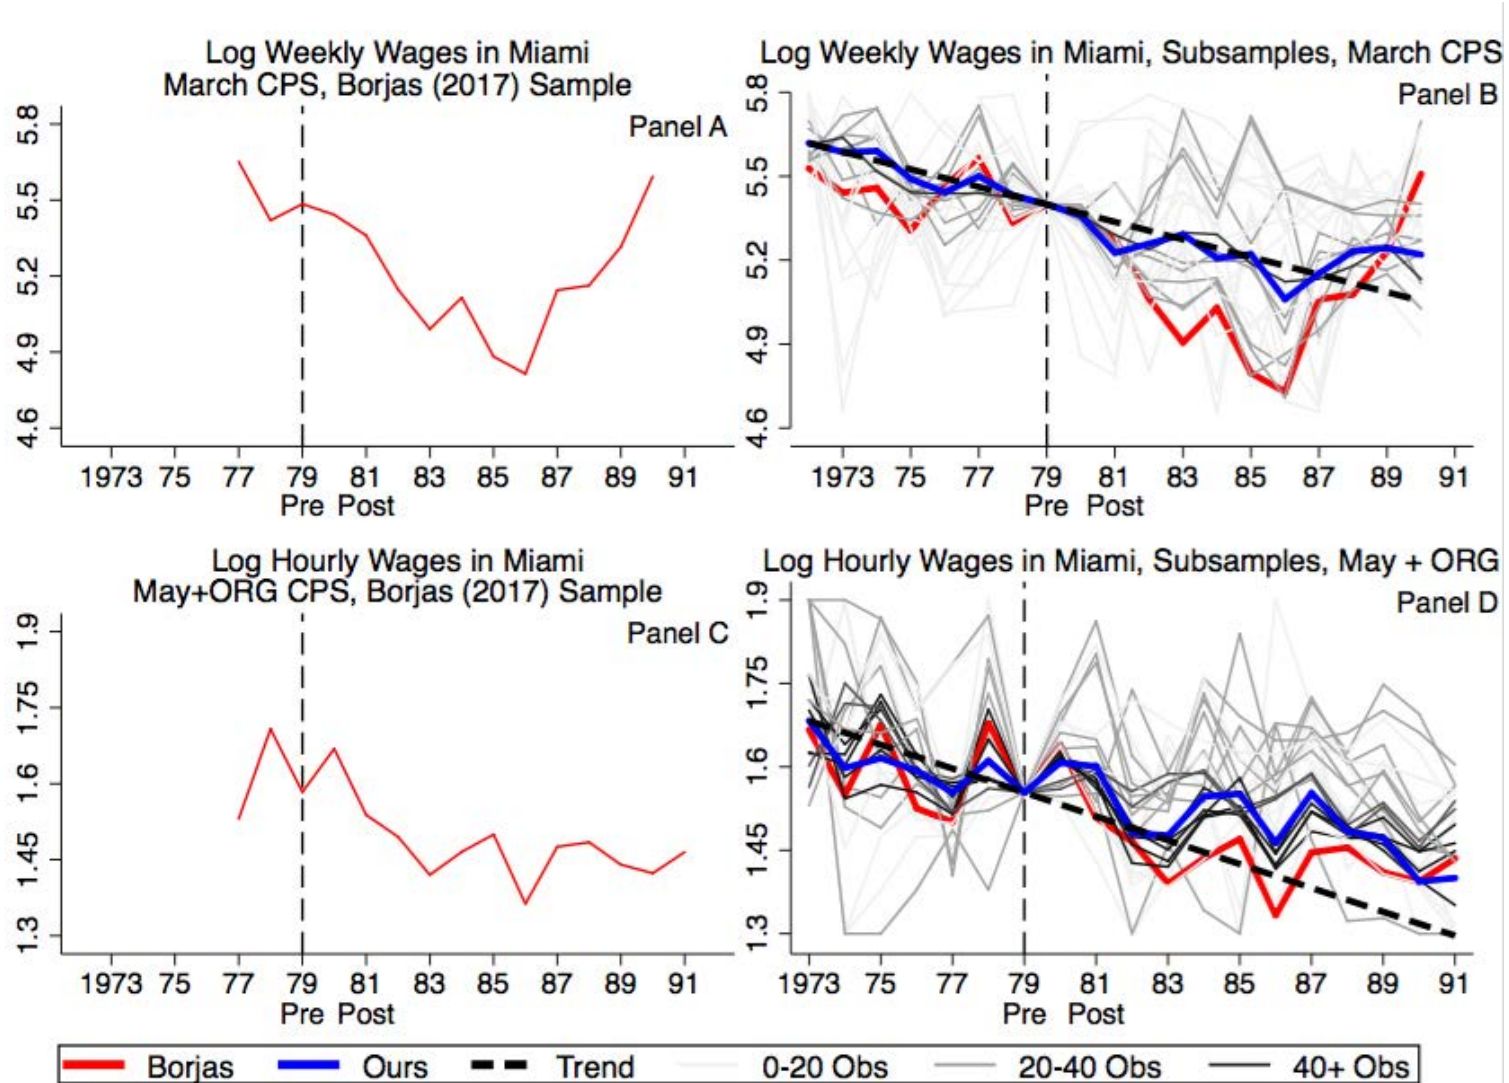 Log Weekly Wages in Miami
March CPS, Borjas (2017) Sample
Panel A
5.8
5.5
5.2
4.9
4.6
1973 75 77 79 81 83 85 87 89 91
Pre Post
Log Weekly Wages in Miami, Subsamples, March CPS
Panel B
5.8
5.5
5.2
4.9
4.6
1973 75 77 79 81 83 85 87 89 91
Pre Post
Log Hourly Wages in Miami
May+ORG CPS, Borjas (2017) Sample
Panel C
1.9
1.75
1.6
1.45
1.3
1973 75 77 79 81 83 85 87 89 91
Pre Post
Log Hourly Wages in Miami, Subsamples, May + ORG
Panel D
1.9
1.75
1.6
1.45
1.3
1973 75 77 79 81 83 85 87 89 91
Pre Post
Borjas Ours Trend 0-20 Obs 20-40 Obs 40+ Obs